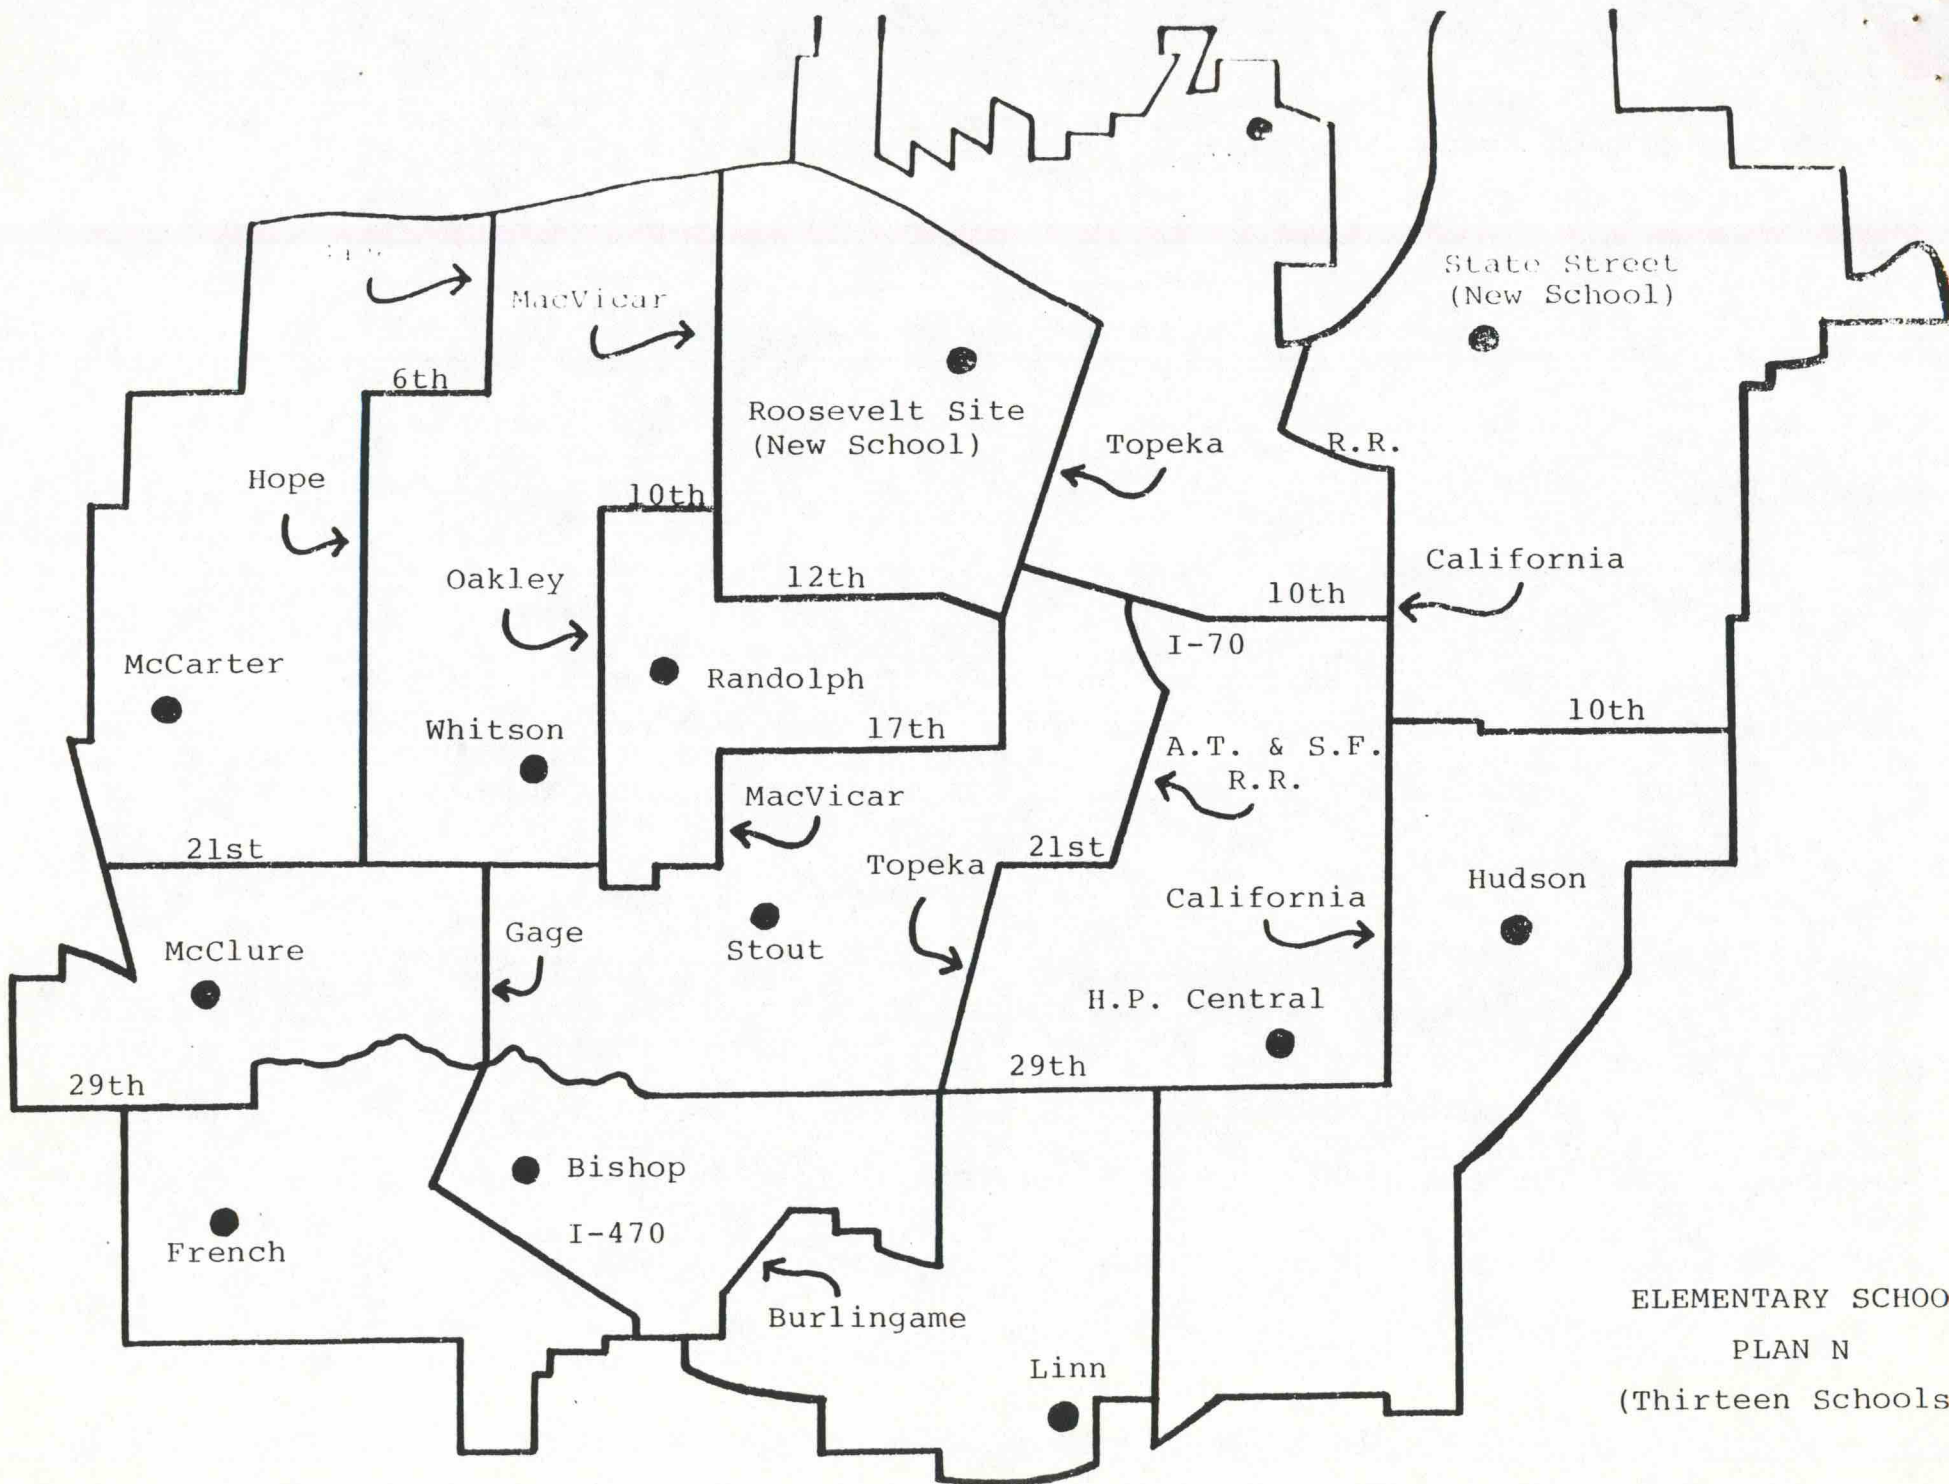 State Street
(New School)
MacVicar
6th
Roosevelt Site
(New School)
Topeka
R.R.
Hope
10th
California
Oakley
12th
10th
I-70
McCarter
Randolph
10th
Whitson
17th
A.T. & S.F.
R.R.
MacVicar
21st
21st
Topeka
Hudson
California
Gage
McClure
Stout
H.P. Central
29th
29th
Bishop
I-470
French
Burlingame
Linn
ELEMENTARY SCHOO
PLAN N
(Thirteen Schools